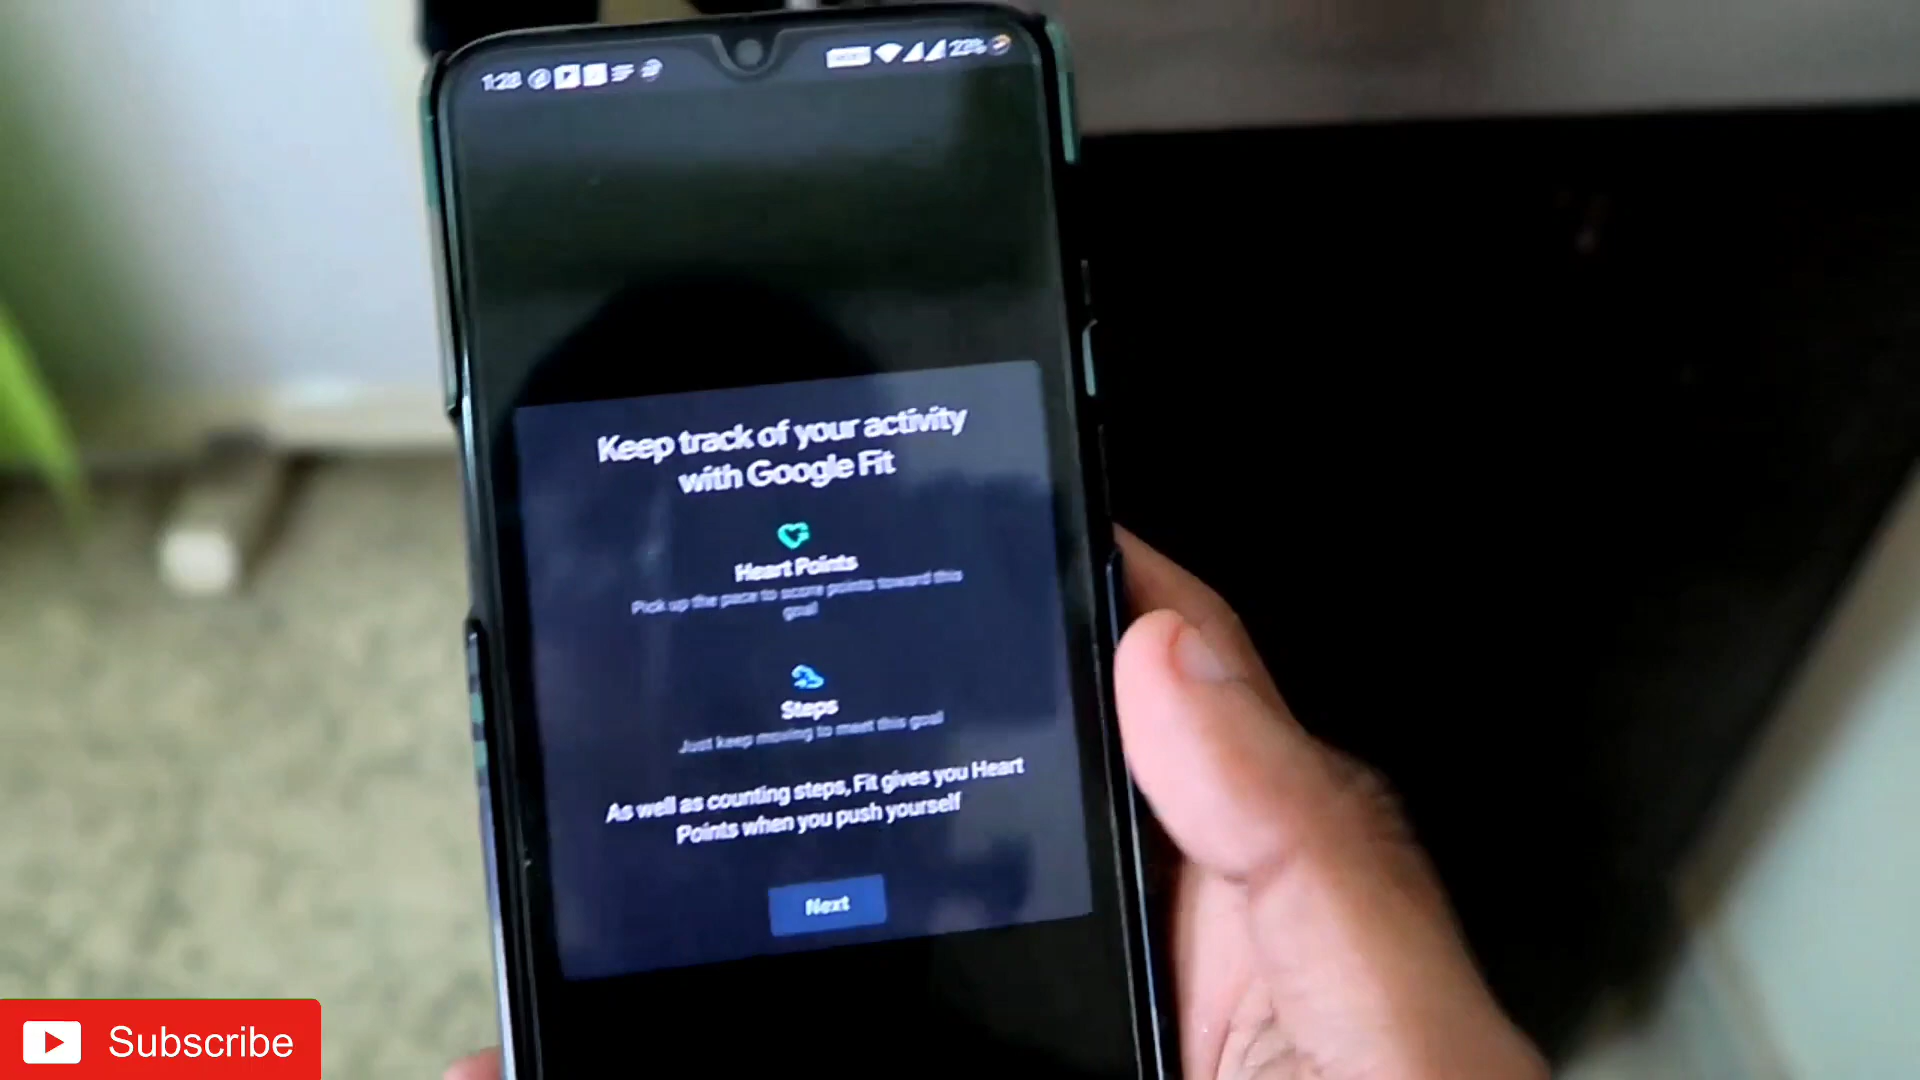 1:28
23%
Keep track of your activity
with Google Fit
Heart Points
Pick up the pace to score points toward this
goal
Steps
Just keep moving to meet this goal
As well as counting steps, Fit gives you Heart
Points when you push yourself
Next
Subscribe